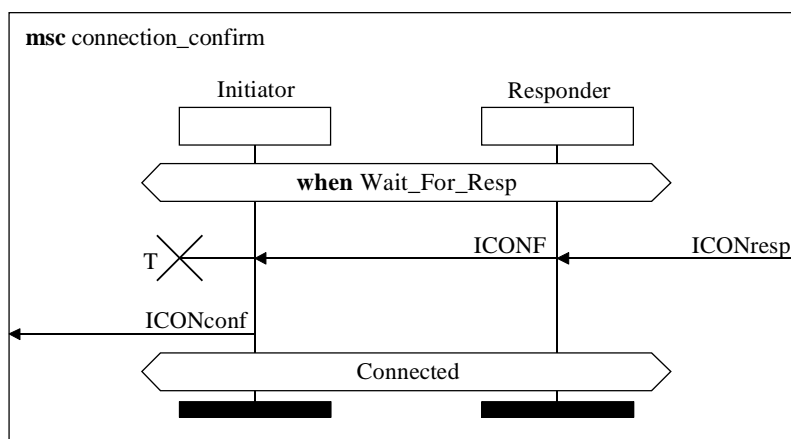 msc connection_confirm
Initiator
Responder
when Wait_For_Resp
T
ICONF
ICONresp
ICONconf
Connected